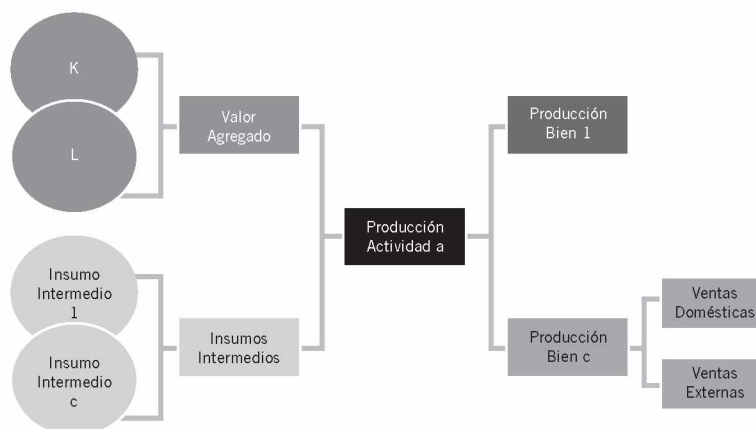 K
L
Valor
Agregado
Insumo
Intermedio
1
Insumo
Intermedio
c
Insumos
Intermedios
Producción
Actividad a
Producción
Bien 1
Producción
Bien c
Ventas
Domésticas
Ventas
Externas